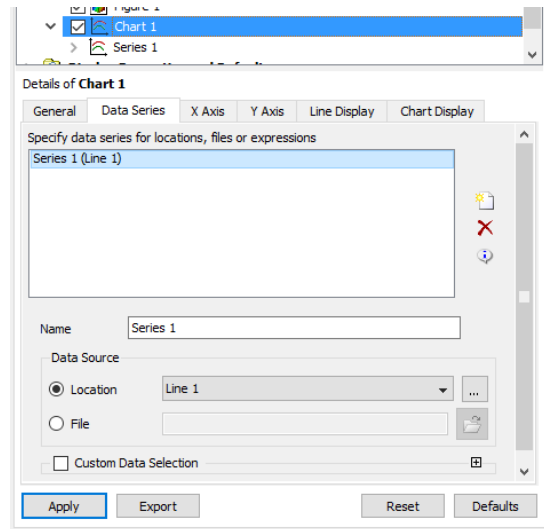 Figure 1
Chart 1
Series 1
Details of Chart 1
General Data Series X Axis Y Axis Line Display Chart Display
Specify data series for locations, files or expressions
Series 1 (Line 1)
Name Series 1
Data Source
Location Line 1 ...
File
Custom Data Selection
Apply Export Reset Defaults